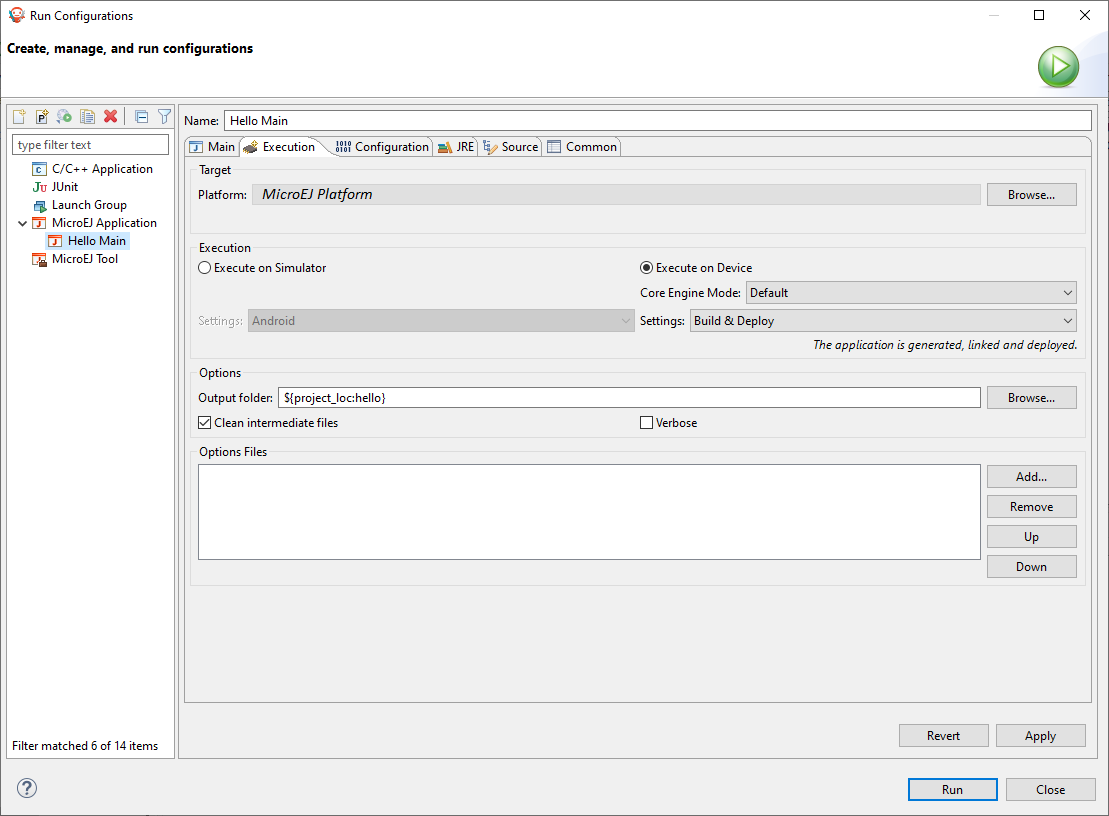 Run Configurations
Create, manage, and run configurations
type filter text
C/C++ Application
JUnit
Launch Group
MicroEJ Application
Hello Main
MicroEJ Tool
Filter matched 6 of 14 items
Name: Hello Main
Main Execution Configuration JRE Source Common
Target
Platform: MicroEJ Platform Browse...
Execution
Execute on Simulator Execute on Device
Core Engine Mode: Default
Settings: Android Settings: Build & Deploy
The application is generated, linked and deployed.
Options
Output folder: ${project_loc:hello} Browse...
Clean intermediate files Verbose
Options Files
Add...
Remove
Up
Down
Revert Apply
Run Close